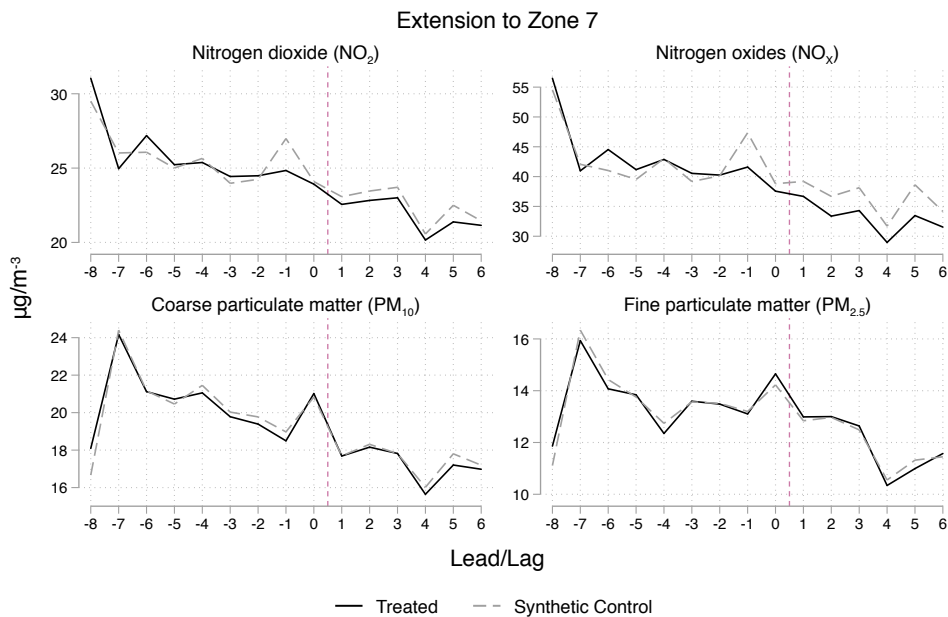 Extension to Zone 7
Nitrogen dioxide (NO₂)
30
25
20
-8 -7 -6 -5 -4 -3 -2 -1 0 1 2 3 4 5 6
Nitrogen oxides (NOₓ)
55
50
45
40
35
30
-8 -7 -6 -5 -4 -3 -2 -1 0 1 2 3 4 5 6
µg/m⁻³
Coarse particulate matter (PM₁₀)
24
22
20
18
16
-8 -7 -6 -5 -4 -3 -2 -1 0 1 2 3 4 5 6
Fine particulate matter (PM₂.₅)
16
14
12
10
-8 -7 -6 -5 -4 -3 -2 -1 0 1 2 3 4 5 6
Lead/Lag
Treated Synthetic Control